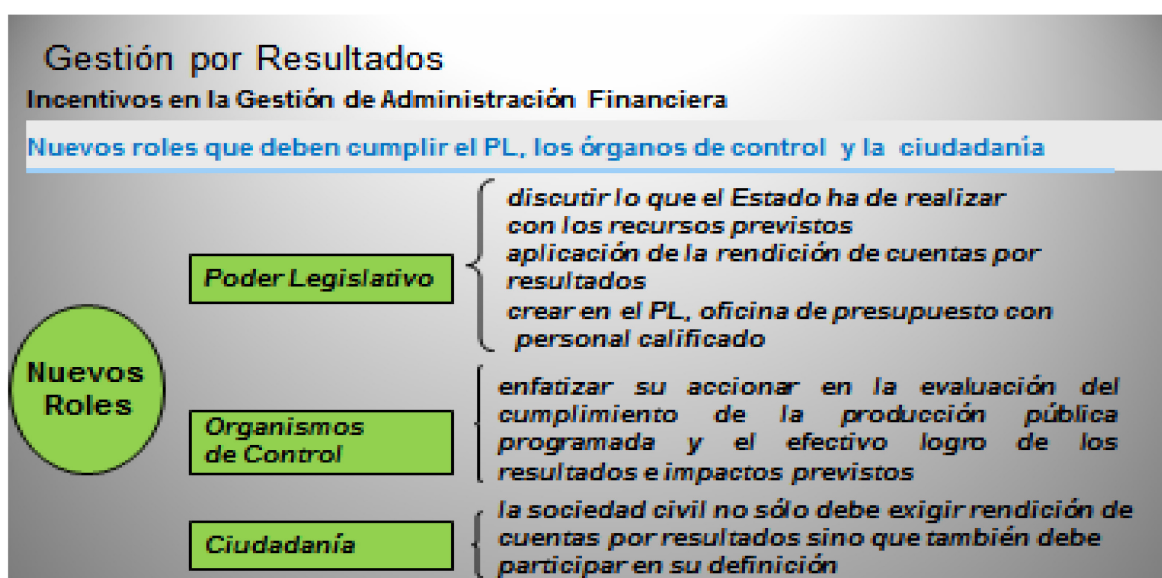 Gestión por Resultados
Incentivos en la Gestión de Administración Financiera
Nuevos roles que deben cumplir el PL, los órganos de control y la ciudadanía
Nuevos
Roles
Poder Legislativo
discutir lo que el Estado ha de realizar
con los recursos previstos
aplicación de la rendición de cuentas por
resultados
crear en el PL, oficina de presupuesto con
personal calificado
Organismos
de Control
enfatizar su accionar en la evaluación del
cumplimiento de la producción pública
programada y el efectivo logro de los
resultados e impactos previstos
Ciudadanía
la sociedad civil no sólo debe exigir rendición de
cuentas por resultados sino que también debe
participar en su definición